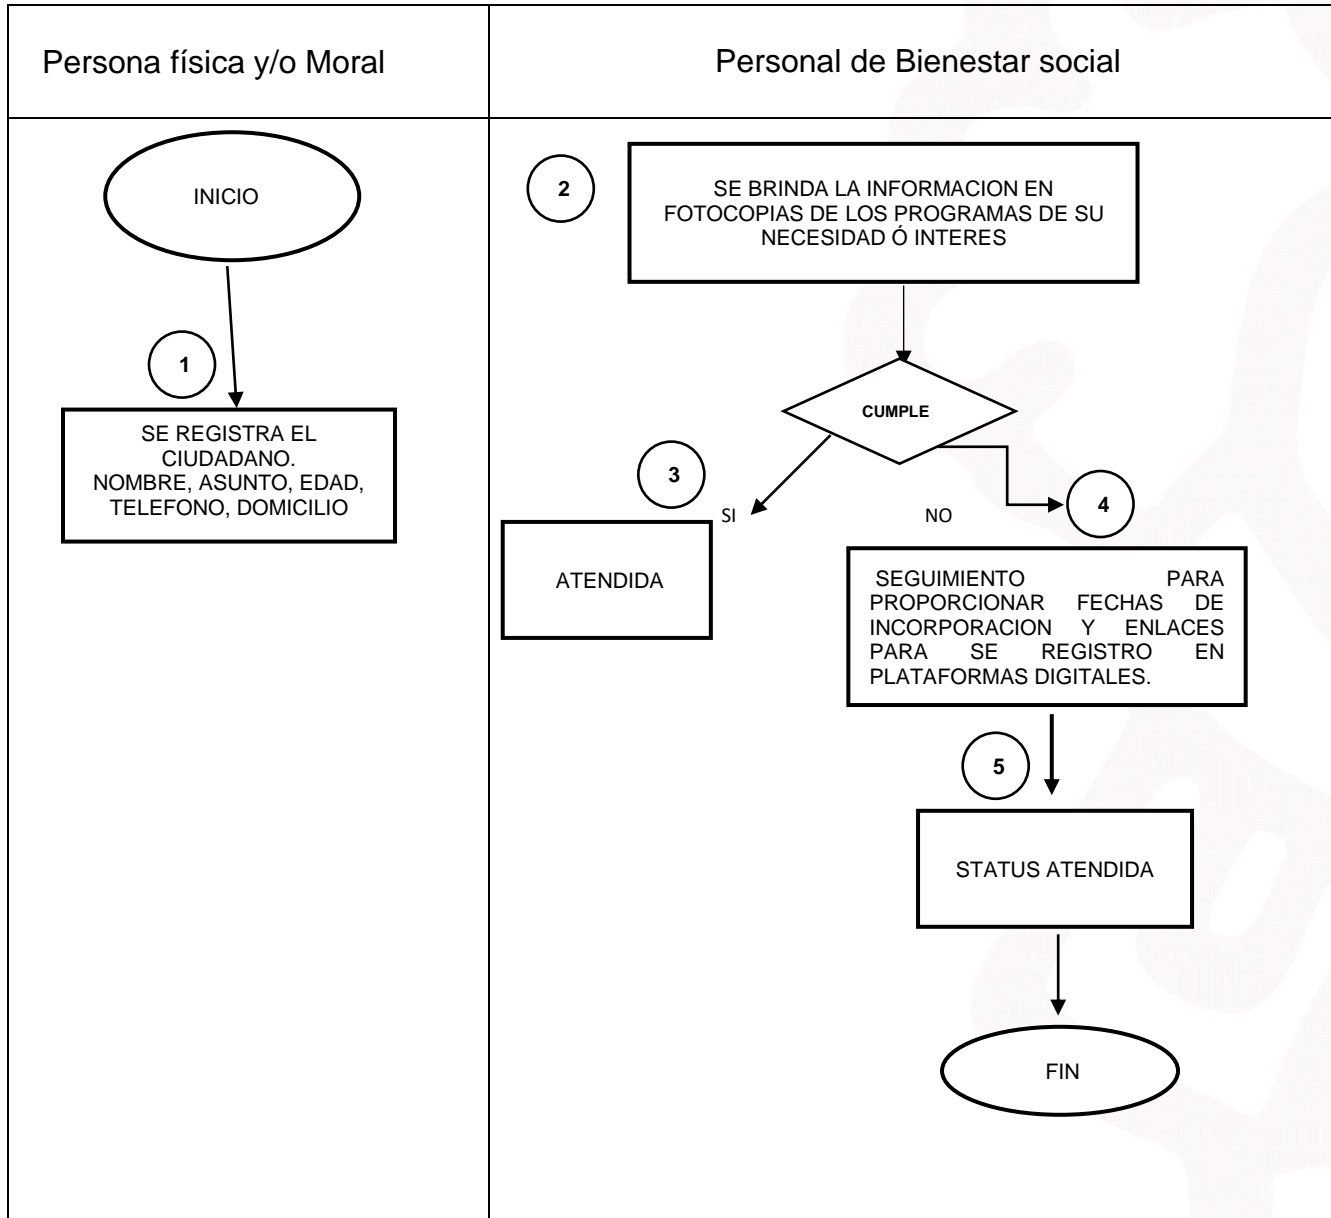 Persona física y/o Moral
Personal de Bienestar social
INICIO
1
SE REGISTRA EL
CIUDADANO.
NOMBRE, ASUNTO, EDAD,
TELEFONO, DOMICILIO
2
SE BRINDA LA INFORMACION EN
FOTOCOPIAS DE LOS PROGRAMAS DE SU
NECESIDAD Ó INTERES
CUMPLE
3
SI
ATENDIDA
NO
4
SEGUIMIENTO PARA
PROPORCIONAR FECHAS DE
INCORPORACION Y ENLACES
PARA SE REGISTRO EN
PLATAFORMAS DIGITALES.
5
STATUS ATENDIDA
FIN